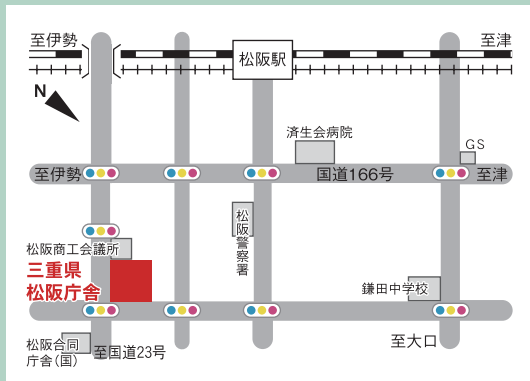 至伊勢
松阪駅
至津
N
済生会病院
GS
至伊勢
国道166号
至津
松阪警察署
松阪商工会議所
三重県
松阪庁舎
鎌田中学校
松阪合同
庁舎(国)
至国道23号
至大口